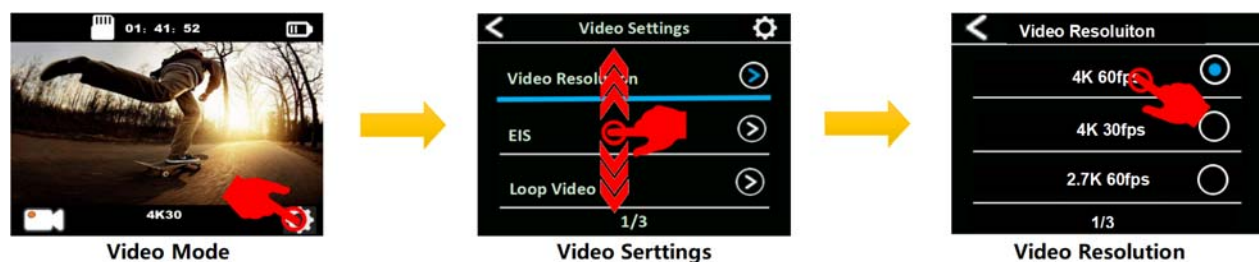 01: 41: 52
4K30
Video Mode
Video Settings
Video Resolution
EIS
Loop Video
1/3
Video Serttings
Video Resoluiton
4K 60fps
4K 30fps
2.7K 60fps
1/3
Video Resolution